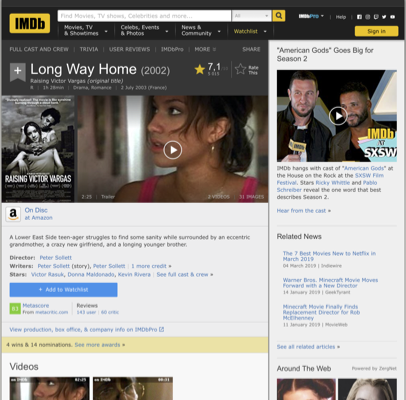 IMDb
Find Movies, TV shows, Celebrities and more...
All
Movies, TV & Showtimes
Celebs, Events & Photos
News & Community
Watchlist
IMDbPro
Help
Sign in
FULL CAST AND CREW | TRIVIA | USER REVIEWS | IMDbPro | MORE
SHARE
Long Way Home (2002)
Raising Victor Vargas (original title)
R | 1h 28min | Drama, Romance | 2 July 2003 (France)
7,1
Rate This
RAISING VICTOR VARGAS
2:25 | Trailer
2 VIDEOS
51 IMAGES
On Disc
at Amazon
A Lower East Side teen-ager struggles to find some sanity while surrounded by an eccentric
grandmother, a crazy new girlfriend, and a longing younger brother.
Director: Peter Sollett
Writers: Peter Sollett (story), Peter Sollett | 1 more credit »
Stars: Victor Rasuk, Donna Maldonado, Kevin Rivera | See full cast & crew »
+ Add to Watchlist
Metascore
From metacritic.com
Reviews
143 user | 60 critic
View production, box office, & company info on IMDbPro
4 wins & 14 nominations. See more awards »
Videos
"American Gods" Goes Big for
Season 2
IMDb
AT
SXSW
IMDb hangs with cast of "American Gods" at
the House on the Rock at the SXSW Film
Festival. Stars Ricky Whittle and Pablo
Schreiber reveal the one word that best
describes Season 2.
Hear from the cast »
Related News
The 7 Best Movies New to Netflix in
March 2019
04 March 2019 | Indiewire
Warner Bros. Minecraft Movie Moves
Forward with a New Director
14 January 2019 | GeekTyrant
Minecraft Movie Finally Finds
Replacement Director for Rob
McElhenney
11 January 2019 | MovieWeb
See all related articles »
Around The Web
Powered by ZergNet